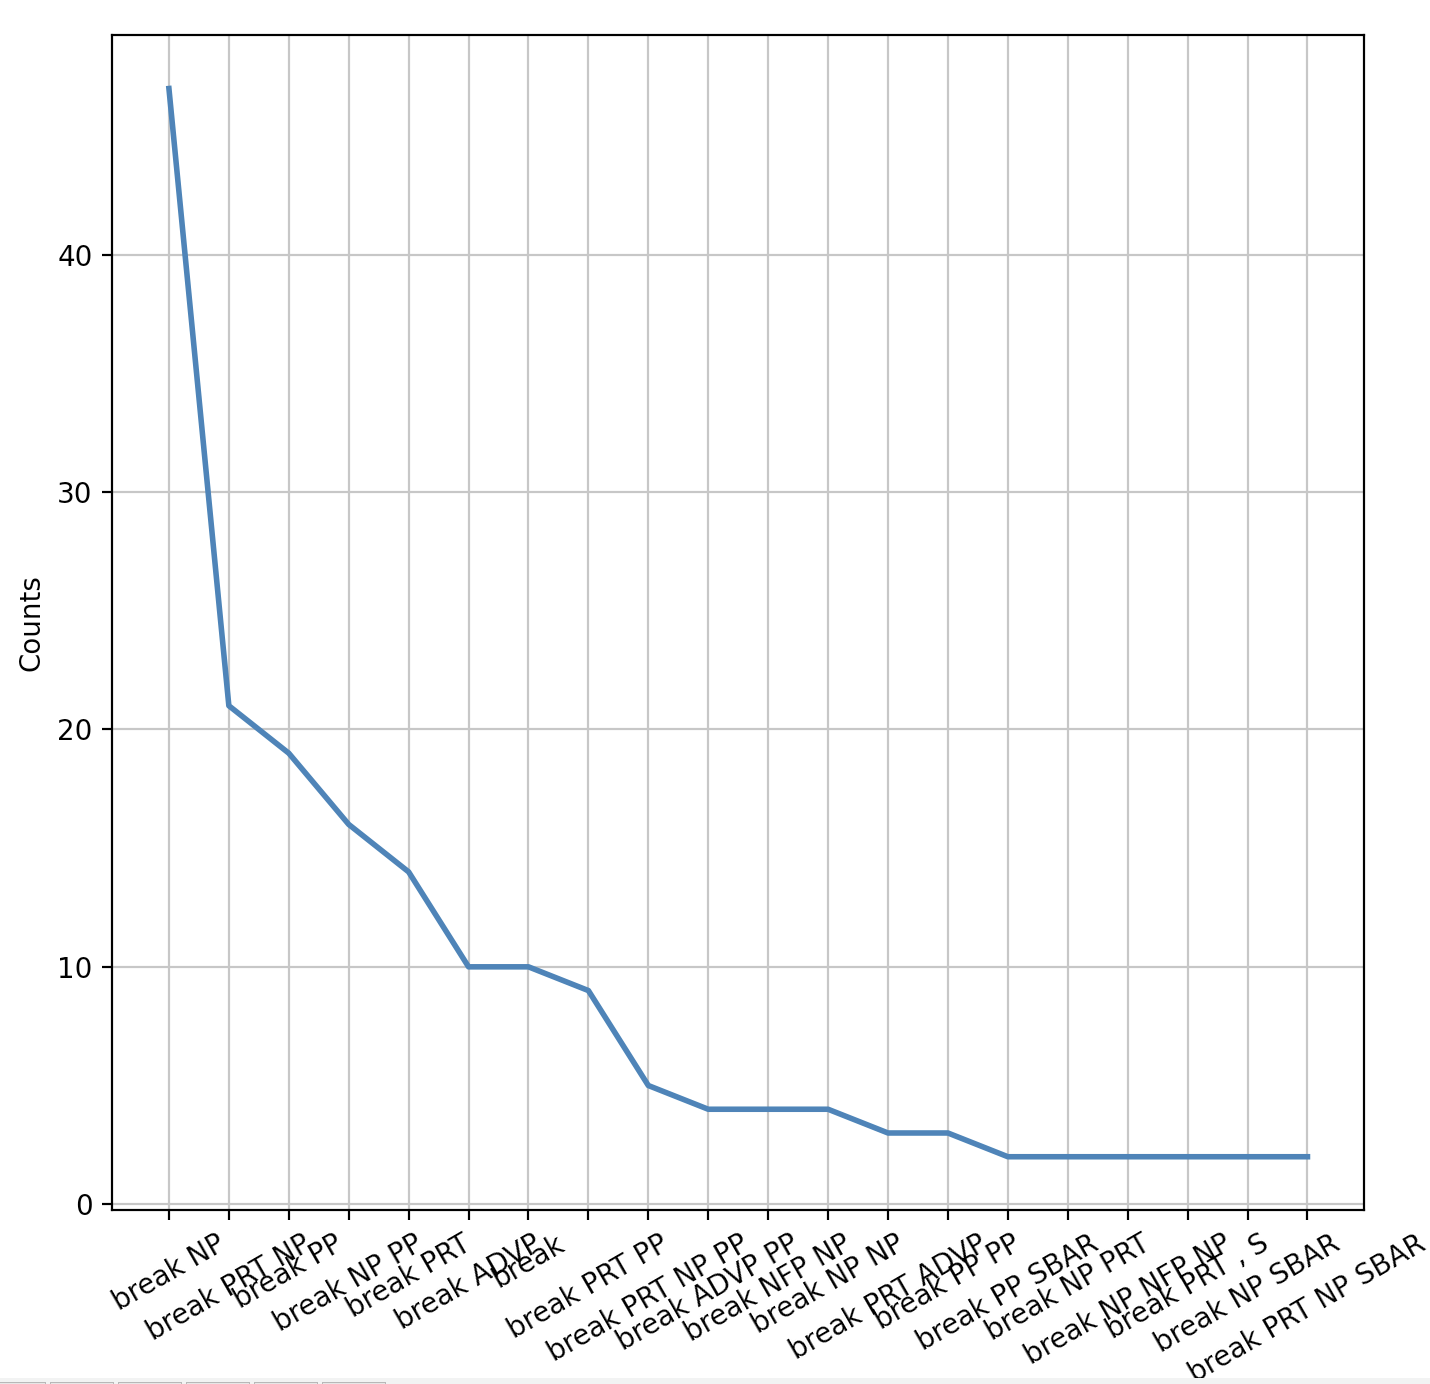 Counts
40
30
20
10
0
break NP
break PRT NP
break PP
break NP PP
break PRT
break ADVP
break
break PRT PP
break PRT NP PP
break ADVP PP
break NFP NP
break NP NP
break PRT ADVP
break PP PP
break PP SBAR
break NP PRT
break NP NFP NP
break PRT , S
break NP SBAR
break PRT NP SBAR